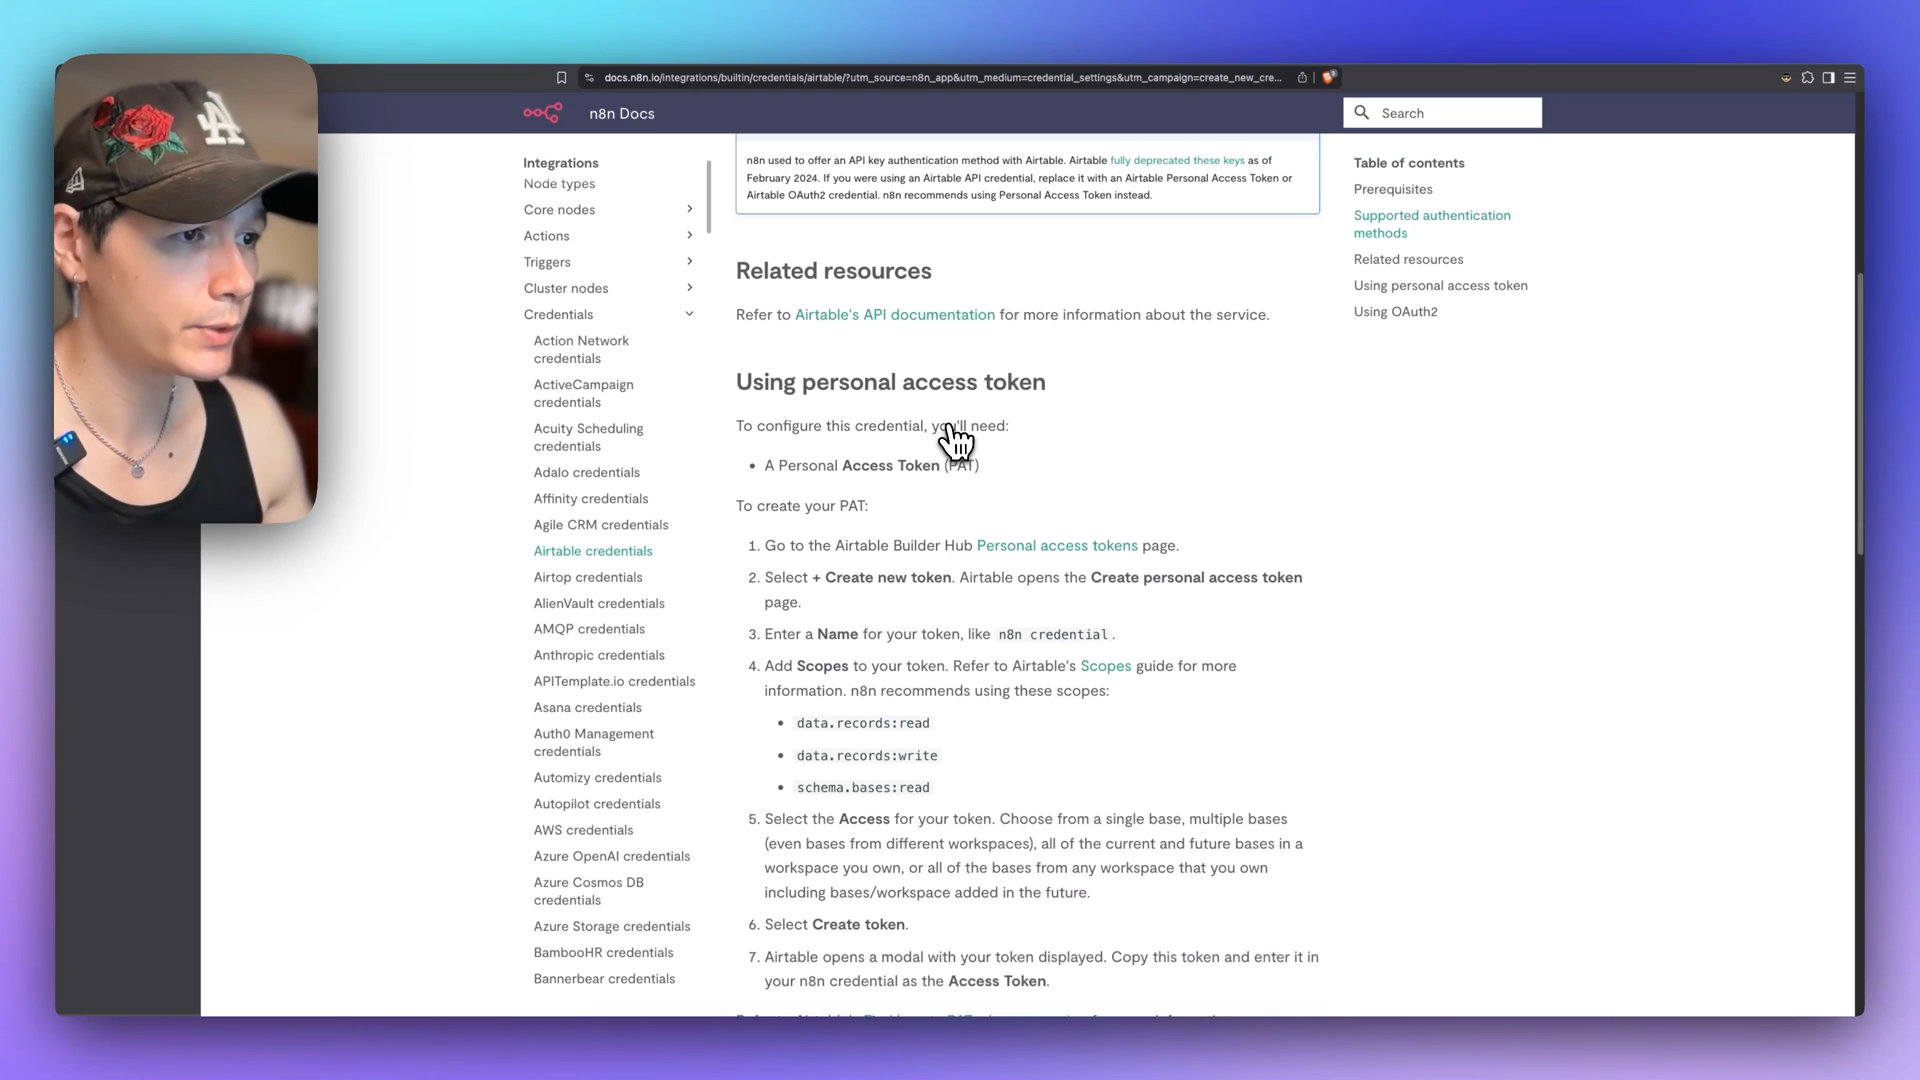 docs.n8n.io/integrations/builtin/credentials/airtable/?utm_source=n8n_app&utm_medium=credential_settings&utm_campaign=create_new_cre...
n8n Docs
Search
Integrations
Node types
Core nodes
Actions
Triggers
Cluster nodes
Credentials
Action Network
credentials
ActiveCampaign
credentials
Acuity Scheduling
credentials
Adalo credentials
Affinity credentials
Agile CRM credentials
Airtable credentials
Airtop credentials
AlienVault credentials
AMQP credentials
Anthropic credentials
APITemplate.io credentials
Asana credentials
Auth0 Management
credentials
Automizy credentials
Autopilot credentials
AWS credentials
Azure OpenAI credentials
Azure Cosmos DB
credentials
Azure Storage credentials
BambooHR credentials
Bannerbear credentials
n8n used to offer an API key authentication method with Airtable. Airtable fully deprecated these keys as of
February 2024. If you were using an Airtable API credential, replace it with an Airtable Personal Access Token or
Airtable OAuth2 credential. n8n recommends using Personal Access Token instead.
Related resources
Refer to Airtable's API documentation for more information about the service.
Using personal access token
To configure this credential, you'll need:
• A Personal Access Token (PAT)
To create your PAT:
1. Go to the Airtable Builder Hub Personal access tokens page.
2. Select + Create new token. Airtable opens the Create personal access token
page.
3. Enter a Name for your token, like n8n credential.
4. Add Scopes to your token. Refer to Airtable's Scopes guide for more
information. n8n recommends using these scopes:
• data.records:read
• data.records:write
• schema.bases:read
5. Select the Access for your token. Choose from a single base, multiple bases
(even bases from different workspaces), all of the current and future bases in a
workspace you own, or all of the bases from any workspace that you own
including bases/workspace added in the future.
6. Select Create token.
7. Airtable opens a modal with your token displayed. Copy this token and enter it in
your n8n credential as the Access Token.
Table of contents
Prerequisites
Supported authentication
methods
Related resources
Using personal access token
Using OAuth2
LA